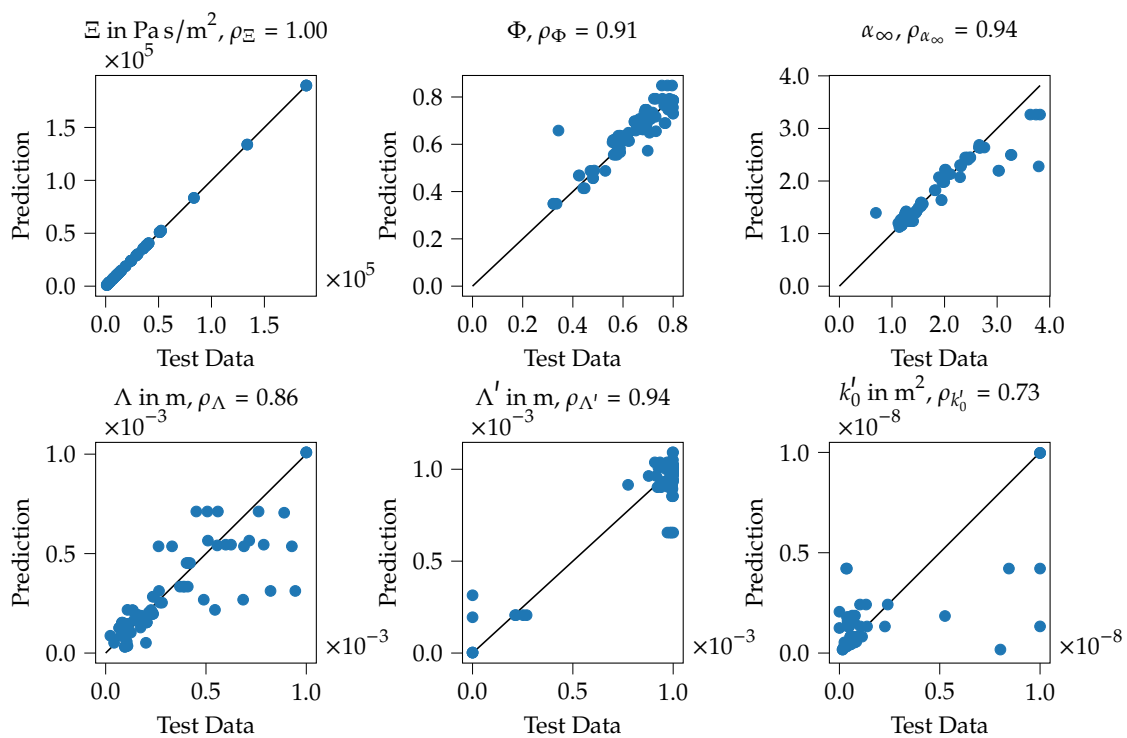 Ξ in Pa s/m², ρ_Ξ = 1.00
×10⁵
1.5
1.0
0.5
0.0
Prediction
0.0 0.5 1.0 1.5
×10⁵
Test Data
Φ, ρ_Φ = 0.91
0.8
0.6
0.4
0.2
0.0
Prediction
0.0 0.2 0.4 0.6 0.8
Test Data
α∞, ρ_α∞ = 0.94
4.0
3.0
2.0
1.0
0.0
Prediction
0.0 1.0 2.0 3.0 4.0
Test Data
Λ in m, ρ_Λ = 0.86
×10⁻³
1.0
0.5
0.0
Prediction
0.0 0.5 1.0
×10⁻³
Test Data
Λ′ in m, ρ_Λ′ = 0.94
×10⁻³
1.0
0.5
0.0
Prediction
0.0 0.5 1.0
×10⁻³
Test Data
k′₀ in m², ρ_k′₀ = 0.73
×10⁻⁸
1.0
0.5
0.0
Prediction
0.0 0.5 1.0
×10⁻⁸
Test Data